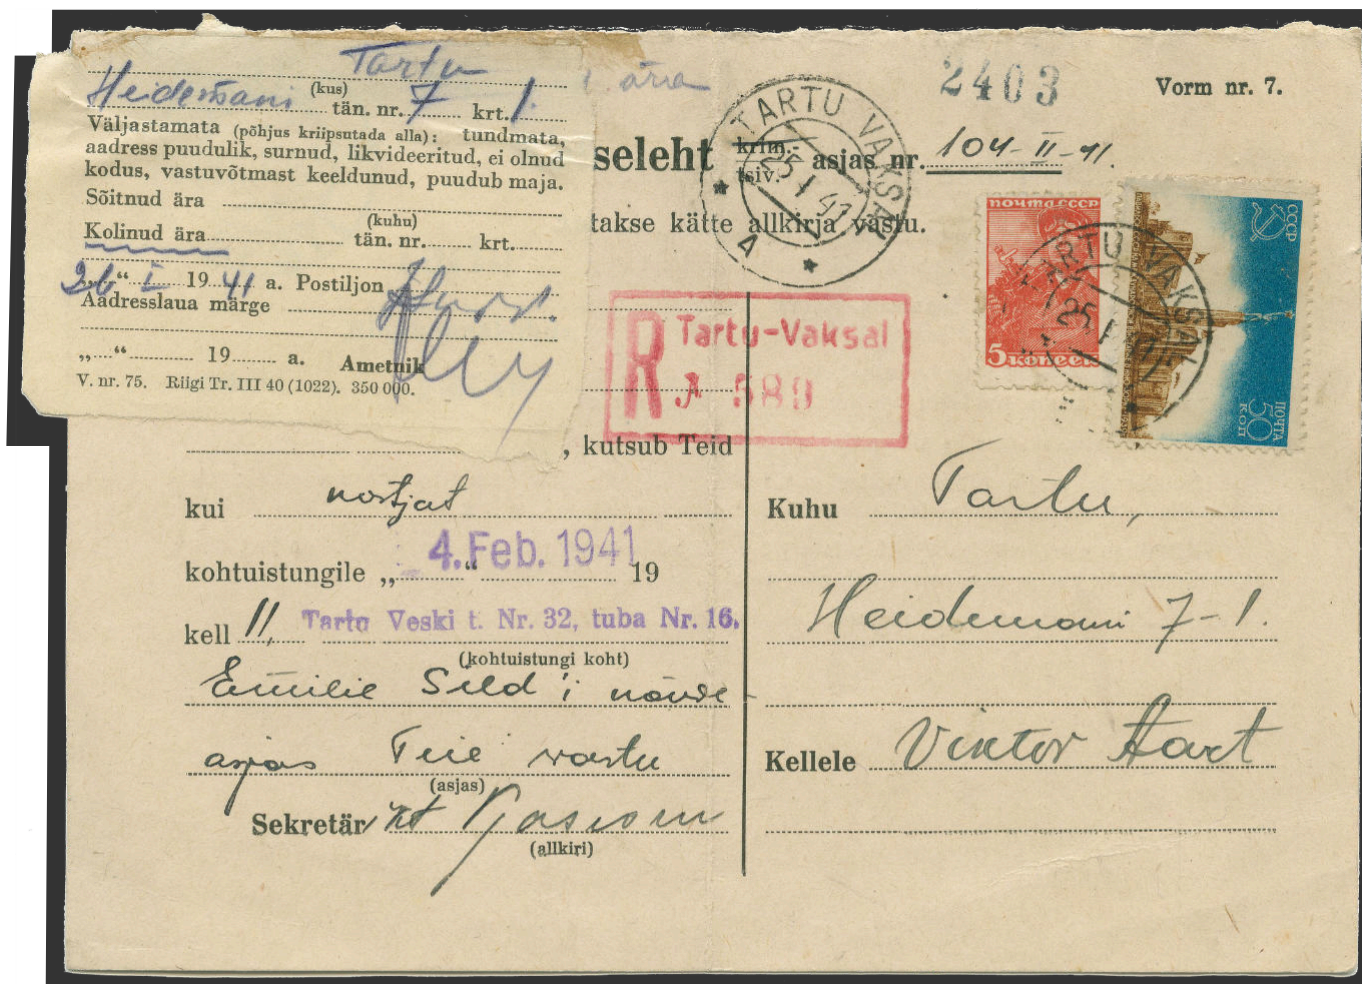 Tartu
(kus)
Heidemani tän. nr. 7 krt. 1.
Väljastamata (põhjus kriipsutada alla): tundmata,
aadress puudulik, surnud, likvideeritud, ei olnud
kodus, vastuvõtmast keeldunud, puudub maja.
Sõitnud ära
(kuhu)
Kolinud ära
tän. nr. krt.
„26“ I 1941 a. Postiljon
Aadresslaua märge
„ “ 19 a. Ametnik
V. nr. 75. Riigi Tr. III 40 (1022). 350 000.
ära
2403
Vorm nr. 7.
seleht krim.- tsiv. asjas nr. 104-II-41.
takse kätte allkirja vastu.
TARTU VAKSAL
25 I 41
A
ПОЧТА СССР
5 КОПЕЕК
СССР
ПОЧТА
50
КОП
TARTU VAKSAL
25 I
R Tartu-Vaksal
№ 589
, kutsub Teid
kui kostjat
kohtuistungile „ “ 4. Feb. 1941 19
kell 11, Tartu Veski t. Nr. 32, tuba Nr. 16.
(kohtuistungi koht)
Emilie Sild'i nõude
asjas Teie vastu
(asjas)
Sekretär
(allkiri)
Kuhu Tartu,
Heidemani 7-1.
Kellele Viktor Aart